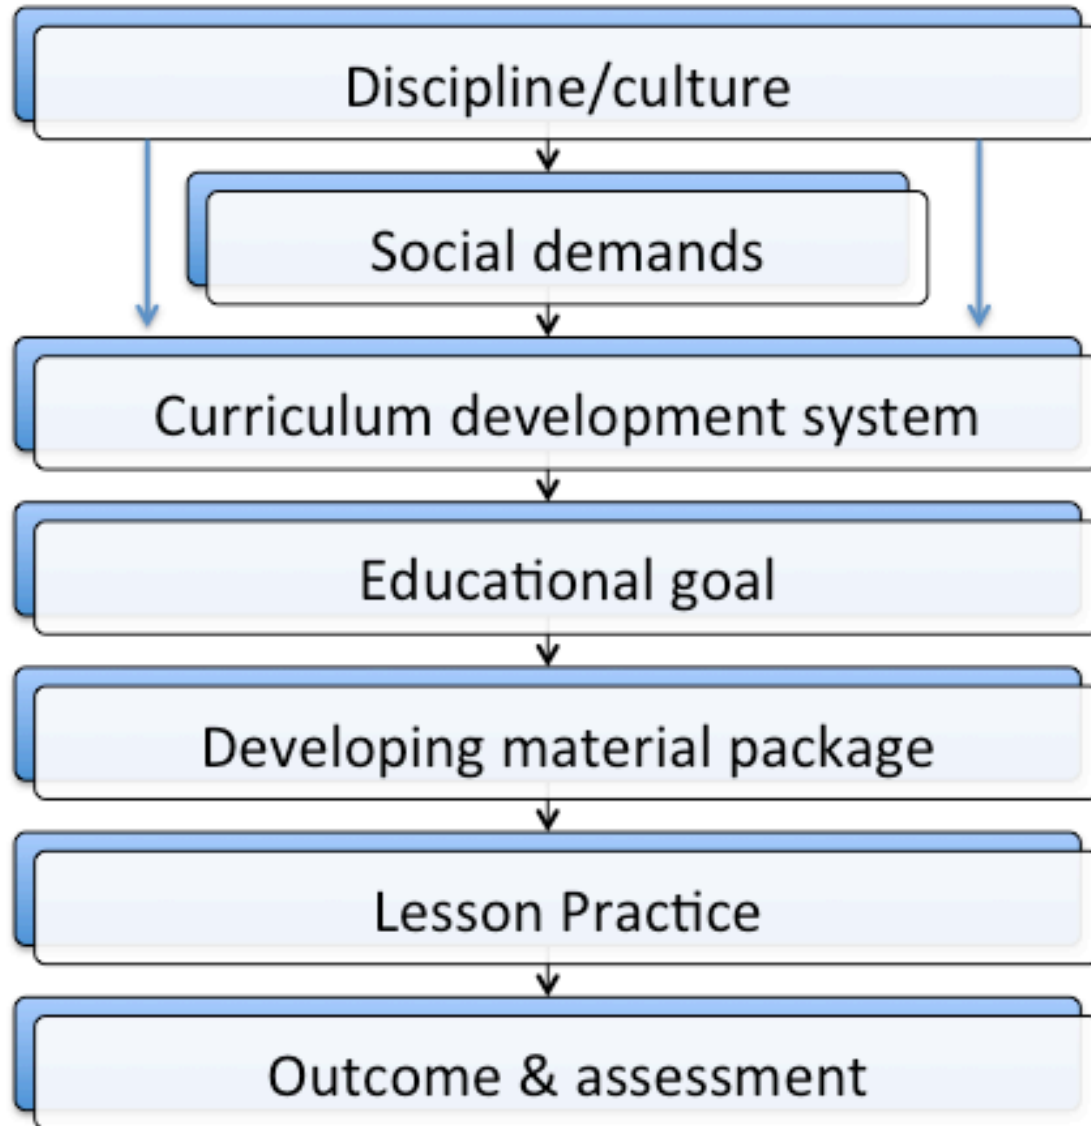 Discipline/culture
Social demands
Curriculum development system
Educational goal
Developing material package
Lesson Practice
Outcome & assessment